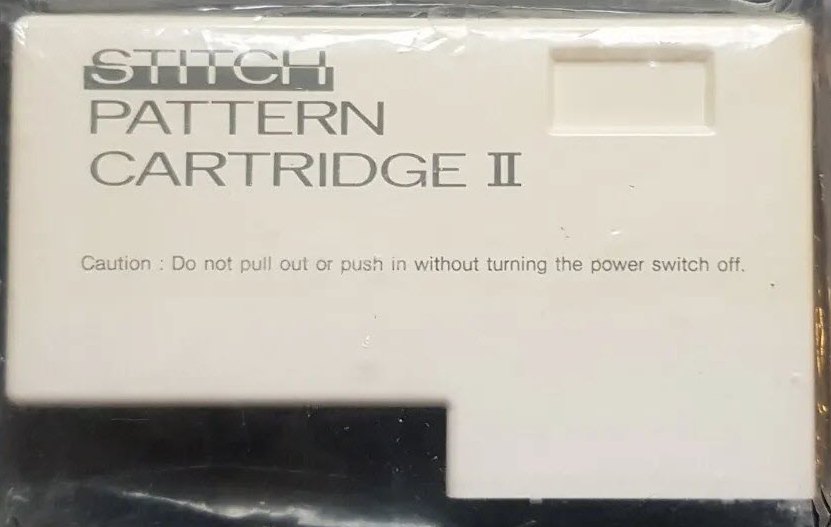 STITCH
PATTERN
CARTRIDGE II
Caution : Do not pull out or push in without turning the power switch off.